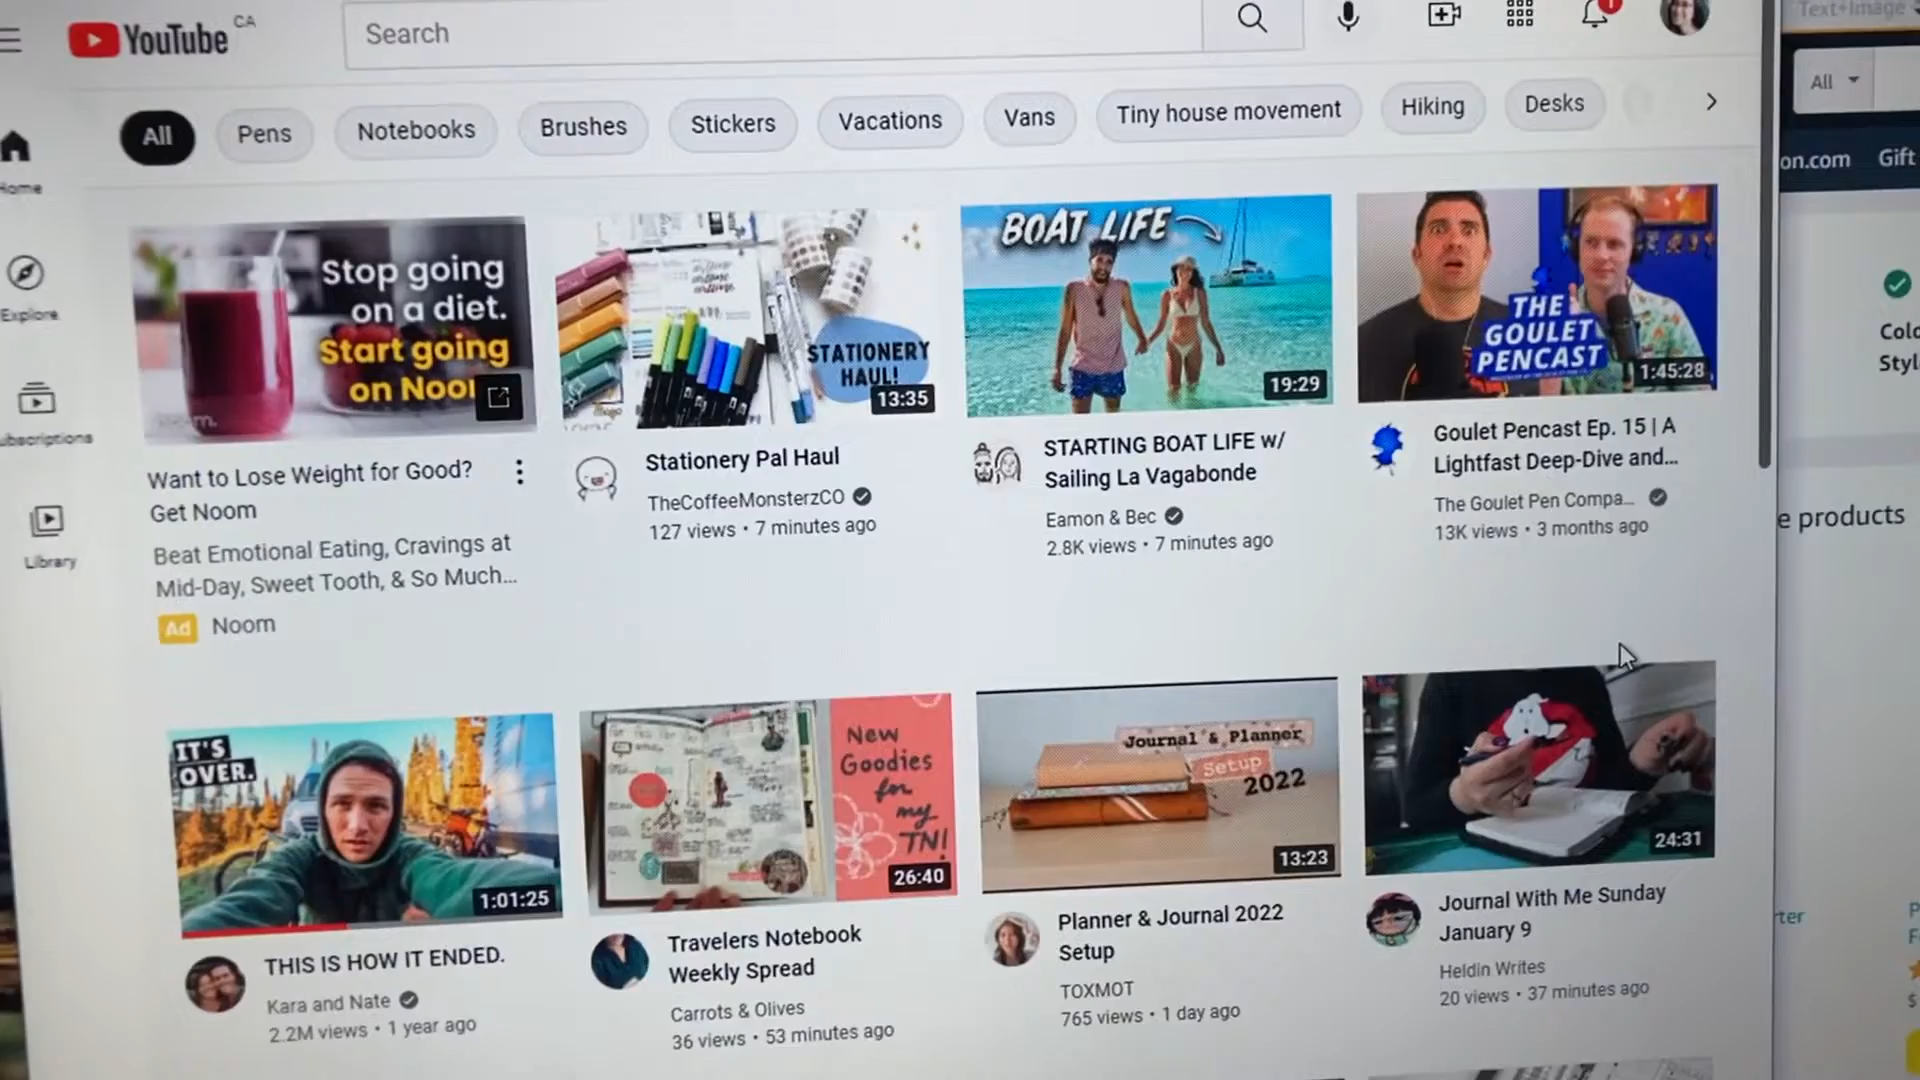 YouTube CA
Search
1
Text+Image
All
All
Pens
Notebooks
Brushes
Stickers
Vacations
Vans
Tiny house movement
Hiking
Desks
on.com
Gift
Home
Explore
ubscriptions
Library
Stop going
on a diet.
Start going
on Noom
Want to Lose Weight for Good?
Get Noom
Beat Emotional Eating, Cravings at
Mid-Day, Sweet Tooth, & So Much...
Ad Noom
STATIONERY
HAUL!
13:35
Stationery Pal Haul
TheCoffeeMonsterzCO
127 views • 7 minutes ago
BOAT LIFE
19:29
STARTING BOAT LIFE w/
Sailing La Vagabonde
Eamon & Bec
2.8K views • 7 minutes ago
THE
GOULET
PENCAST
1:45:28
Goulet Pencast Ep. 15 | A
Lightfast Deep-Dive and...
The Goulet Pen Compa...
13K views • 3 months ago
Colo
Styl
e products
IT'S
OVER.
1:01:25
THIS IS HOW IT ENDED.
Kara and Nate
2.2M views • 1 year ago
New
Goodies
for
my
TN!
26:40
Travelers Notebook
Weekly Spread
Carrots & Olives
36 views • 53 minutes ago
Journal & Planner
Setup
2022
13:23
Planner & Journal 2022
Setup
TOXMOT
765 views • 1 day ago
24:31
Journal With Me Sunday
January 9
Heldin Writes
20 views • 37 minutes ago
rter
P
F
$